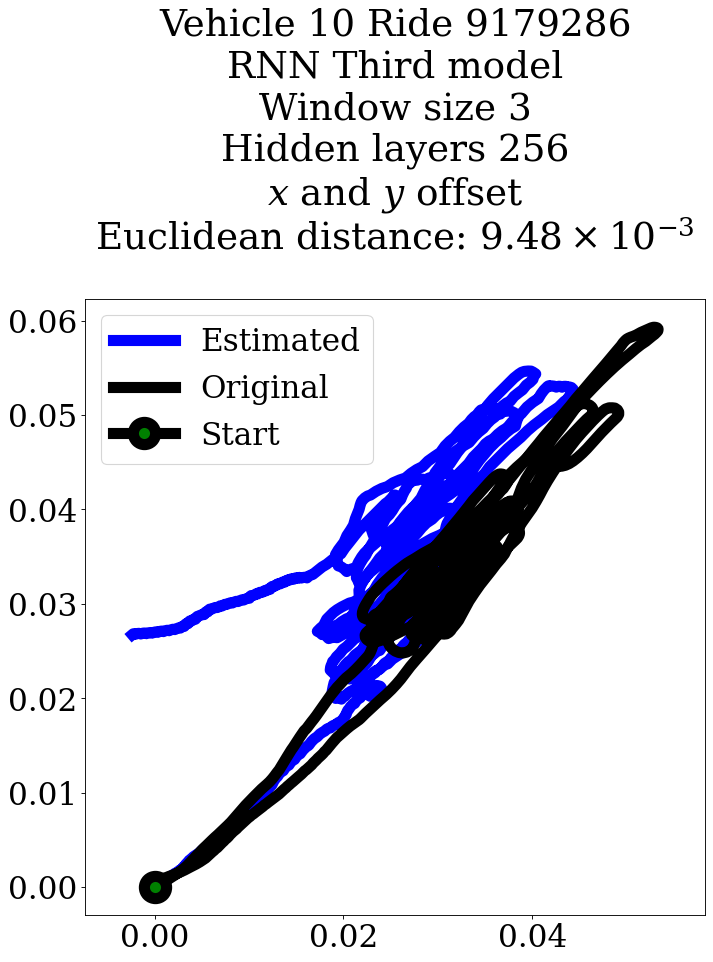 Vehicle 10 Ride 9179286
RNN Third model
Window size 3
Hidden layers 256
x and y offset
Euclidean distance: 9.48 × 10⁻³
Estimated
Original
Start
0.06
0.05
0.04
0.03
0.02
0.01
0.00
0.00 0.02 0.04